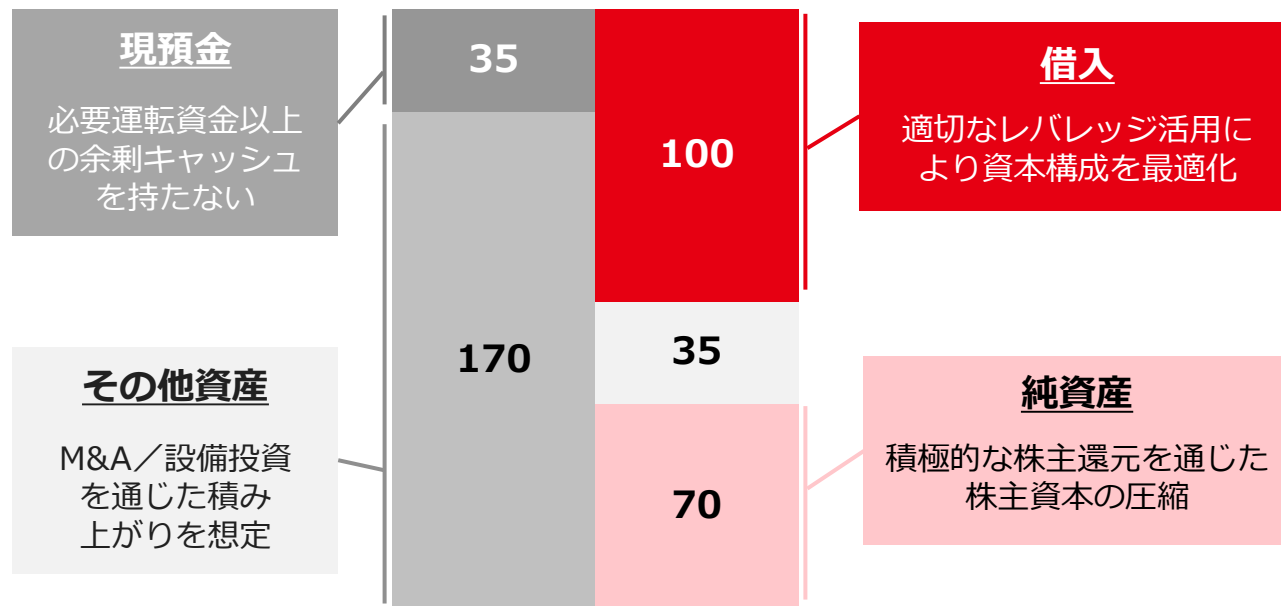 現預金
必要運転資金以上
の余剰キャッシュ
を持たない
その他資産
M&A／設備投資
を通じた積み
上がりを想定
35
170
100
35
70
借入
適切なレバレッジ活用に
より資本構成を最適化
純資産
積極的な株主還元を通じた
株主資本の圧縮